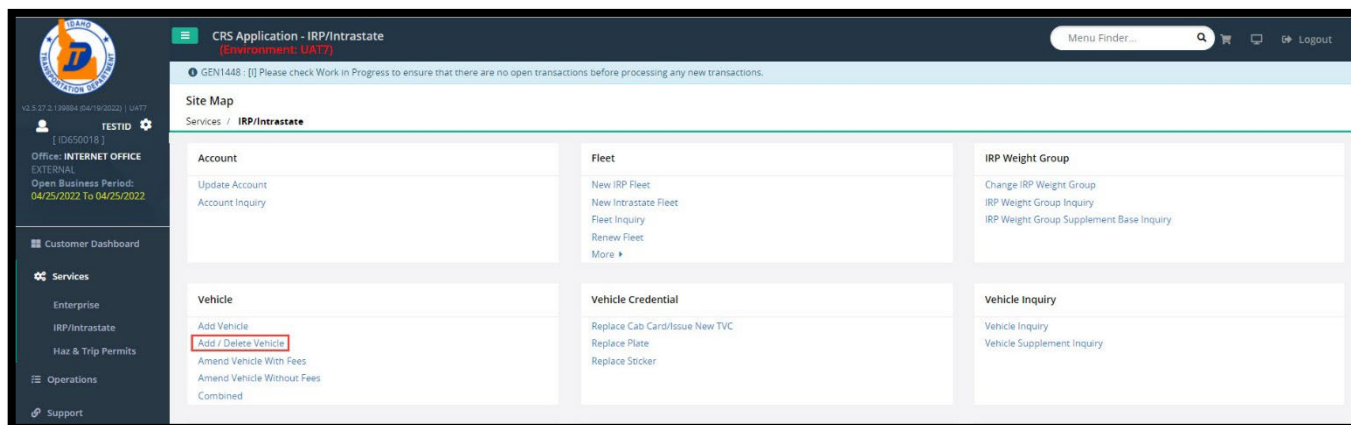 IDAHO
TRANSPORTATION DEPARTMENT
v2.5.27.2.139884 (04/19/2022) | UAT7
TESTID
[ ID650018 ]
Office: INTERNET OFFICE
EXTERNAL
Open Business Period:
04/25/2022 To 04/25/2022
Customer Dashboard
Services
Enterprise
IRP/Intrastate
Haz & Trip Permits
Operations
Support
CRS Application - IRP/Intrastate
(Environment: UAT7)
Menu Finder...
Logout
GEN1448 : [I] Please check Work in Progress to ensure that there are no open transactions before processing any new transactions.
Site Map
Services / IRP/Intrastate
Account
Update Account
Account Inquiry
Fleet
New IRP Fleet
New Intrastate Fleet
Fleet Inquiry
Renew Fleet
More
IRP Weight Group
Change IRP Weight Group
IRP Weight Group Inquiry
IRP Weight Group Supplement Base Inquiry
Vehicle
Add Vehicle
Add / Delete Vehicle
Amend Vehicle With Fees
Amend Vehicle Without Fees
Combined
Vehicle Credential
Replace Cab Card/Issue New TVC
Replace Plate
Replace Sticker
Vehicle Inquiry
Vehicle Inquiry
Vehicle Supplement Inquiry